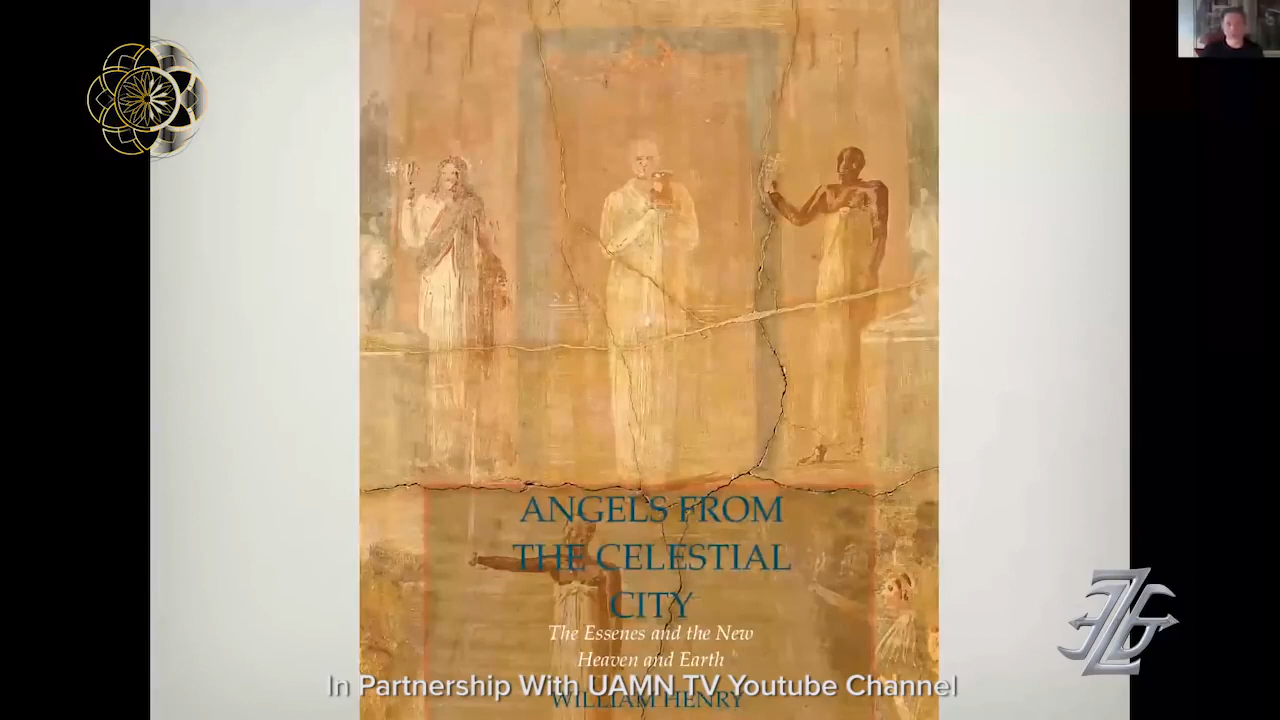 ANGELS FROM
THE CELESTIAL
CITY
The Essenes and the New
Heaven and Earth
In Partnership With UAMN TV Youtube Channel
WILLIAM HENRY